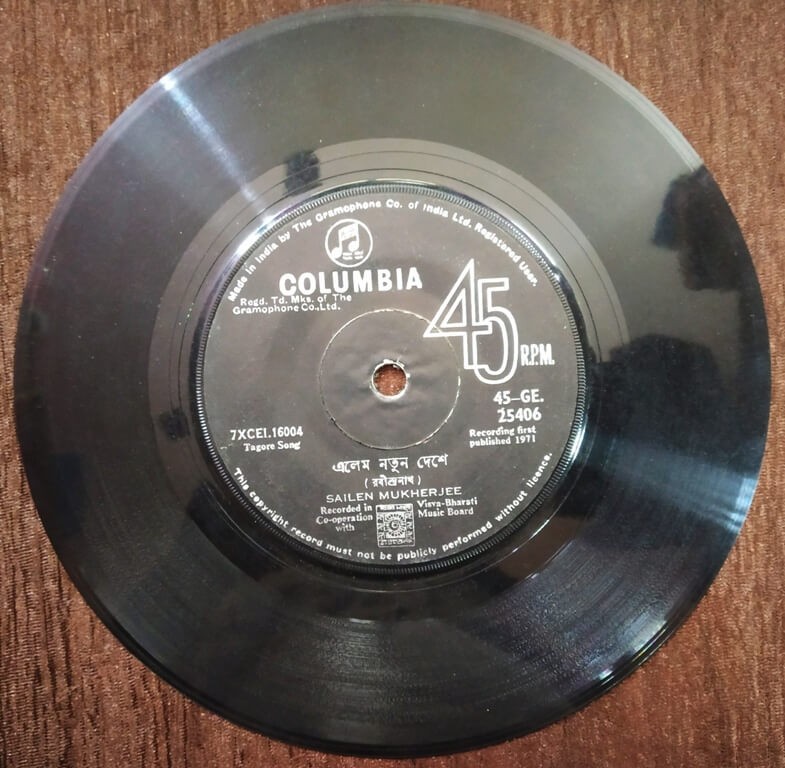 Made in India by The Gramophone Co. of India Ltd. Registered User.
COLUMBIA
Regd. Td. Mks. of The
Gramophone Co.,Ltd.
45
R.P.M.
45-GE.
25406
7XCEI.16004
Tagore Song
Recording first
published 1971
এলেম নতুন দেশে
( রবীন্দ্রনাথ )
SAILEN MUKHERJEE
Recorded in
Co-operation
with
Visva-Bharati
Music Board
This copyright record must not be publicly performed without licence.